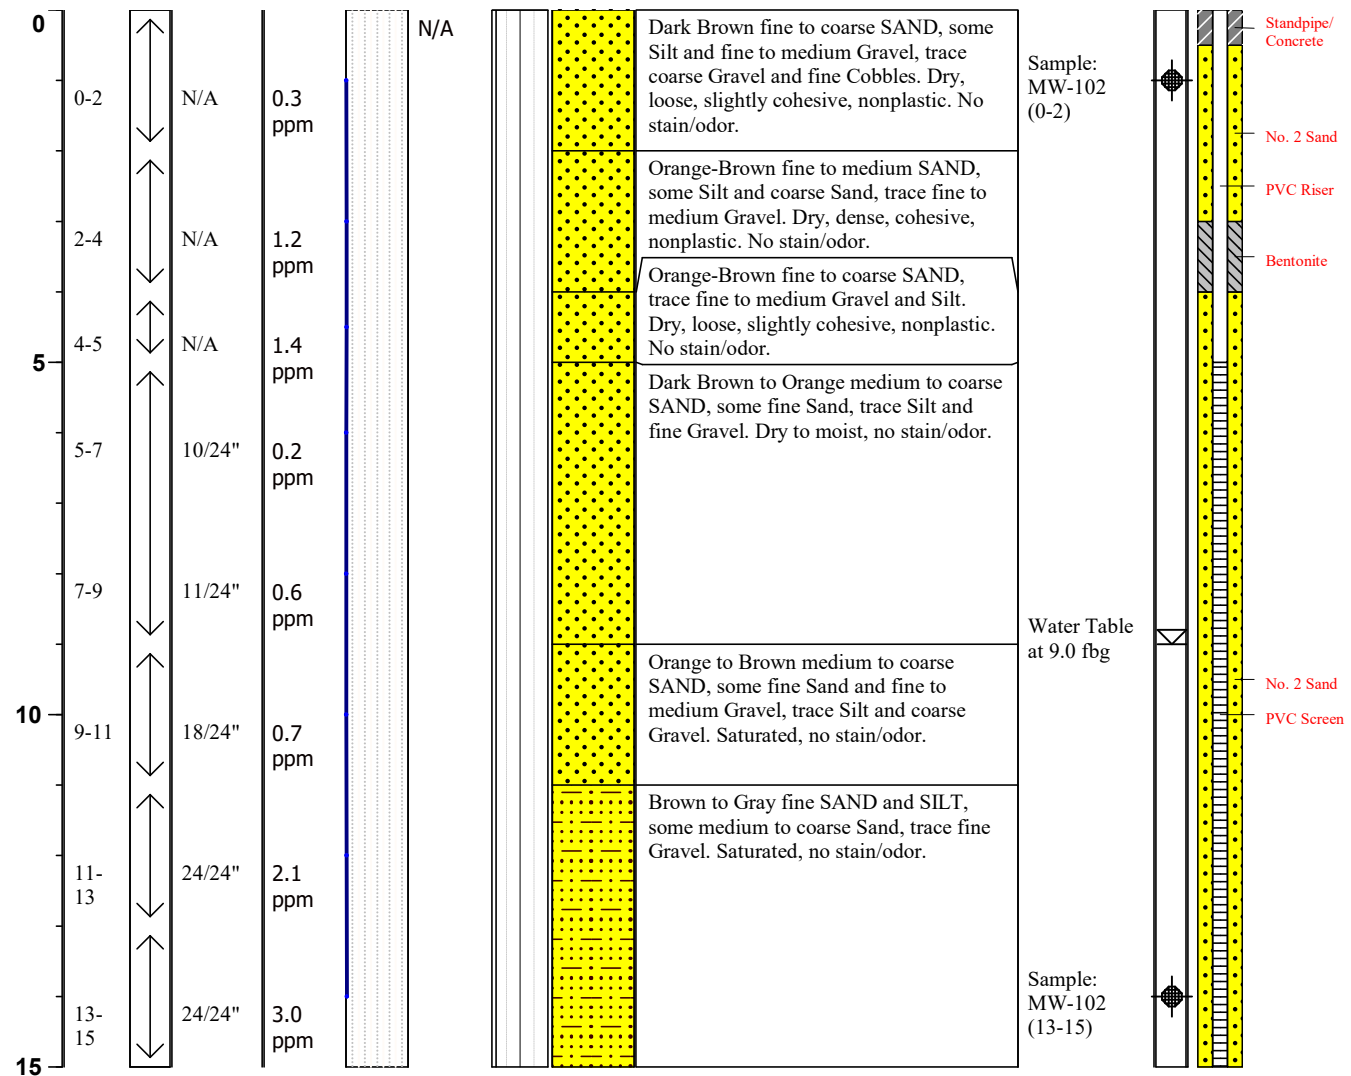 0
N/A
Dark Brown fine to coarse SAND, some
Silt and fine to medium Gravel, trace
coarse Gravel and fine Cobbles. Dry,
loose, slightly cohesive, nonplastic. No
stain/odor.
Sample:
MW-102
(0-2)
Standpipe/
Concrete
0-2
N/A
0.3
ppm
No. 2 Sand
Orange-Brown fine to medium SAND,
some Silt and coarse Sand, trace fine to
medium Gravel. Dry, dense, cohesive,
nonplastic. No stain/odor.
PVC Riser
2-4
N/A
1.2
ppm
Bentonite
Orange-Brown fine to coarse SAND,
trace fine to medium Gravel and Silt.
Dry, loose, slightly cohesive, nonplastic.
No stain/odor.
4-5
N/A
1.4
ppm
5
Dark Brown to Orange medium to coarse
SAND, some fine Sand, trace Silt and
fine Gravel. Dry to moist, no stain/odor.
5-7
10/24"
0.2
ppm
7-9
11/24"
0.6
ppm
Water Table
at 9.0 fbg
Orange to Brown medium to coarse
SAND, some fine Sand and fine to
medium Gravel, trace Silt and coarse
Gravel. Saturated, no stain/odor.
No. 2 Sand
PVC Screen
10
9-11
18/24"
0.7
ppm
Brown to Gray fine SAND and SILT,
some medium to coarse Sand, trace fine
Gravel. Saturated, no stain/odor.
11-
13
24/24"
2.1
ppm
Sample:
MW-102
(13-15)
13-
15
24/24"
3.0
ppm
15